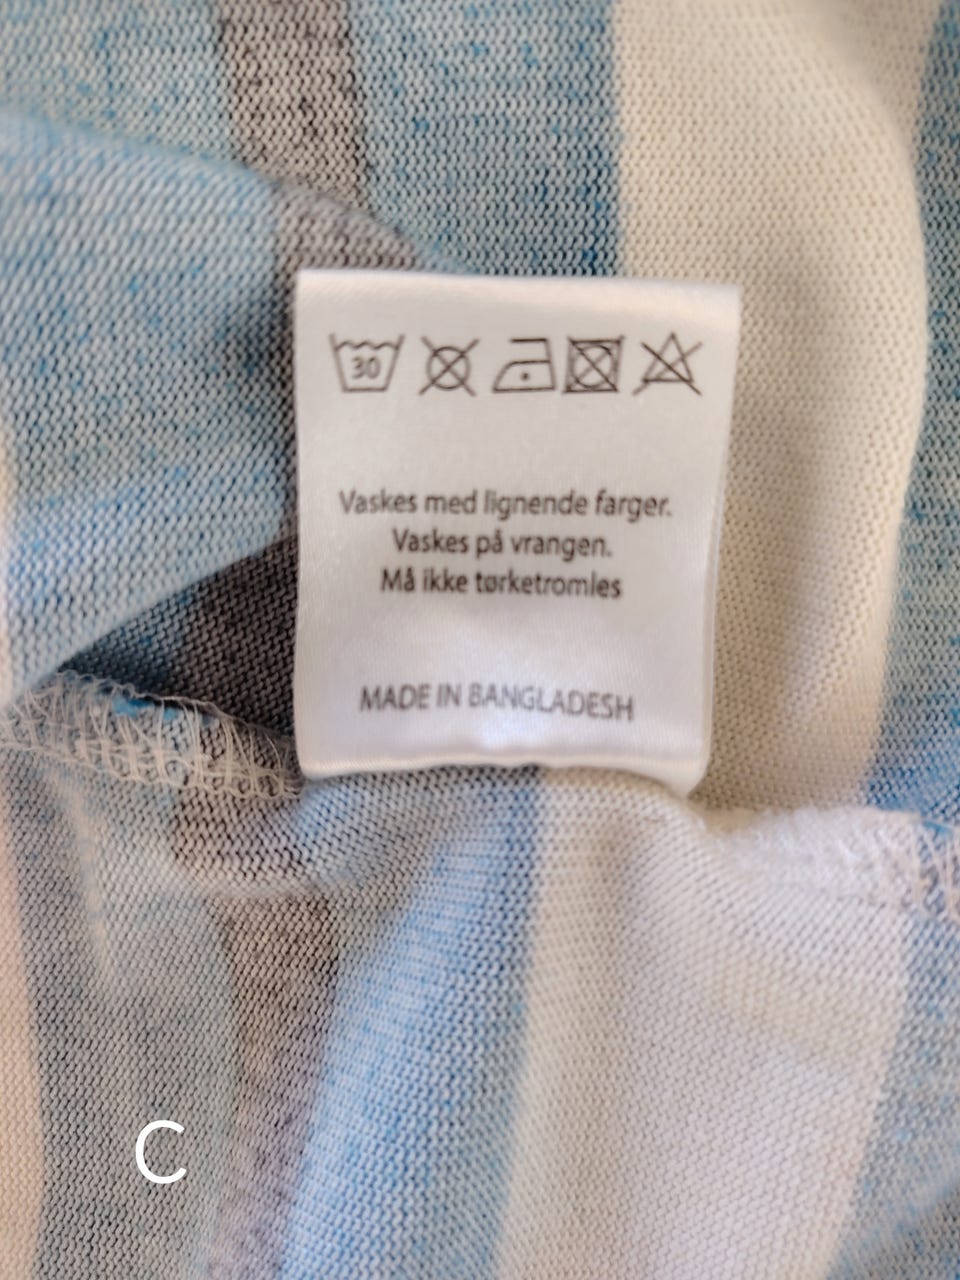 30
Vaskes med lignende farger.
Vaskes på vrangen.
Må ikke tørketromles
MADE IN BANGLADESH
C